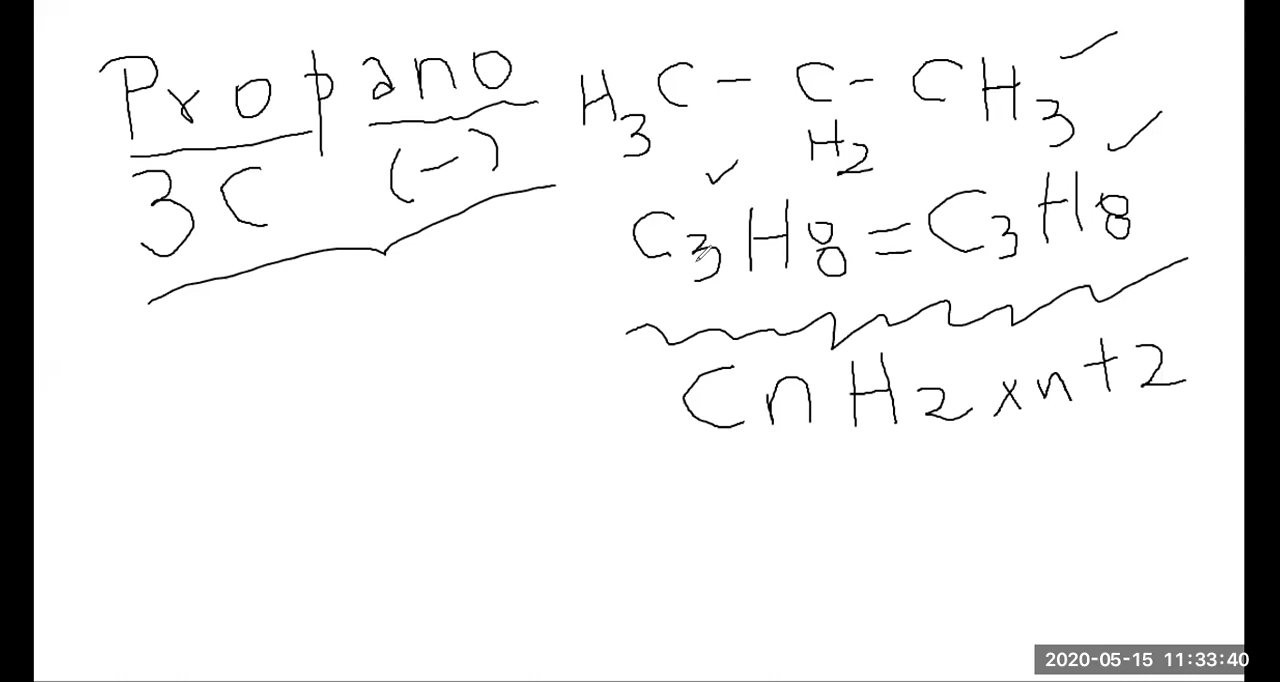 Propano H3C - C - CH3
H2
3C (-)
C3H8 = C3H8
CnH2xn+2
2020-05-15 11:33:40